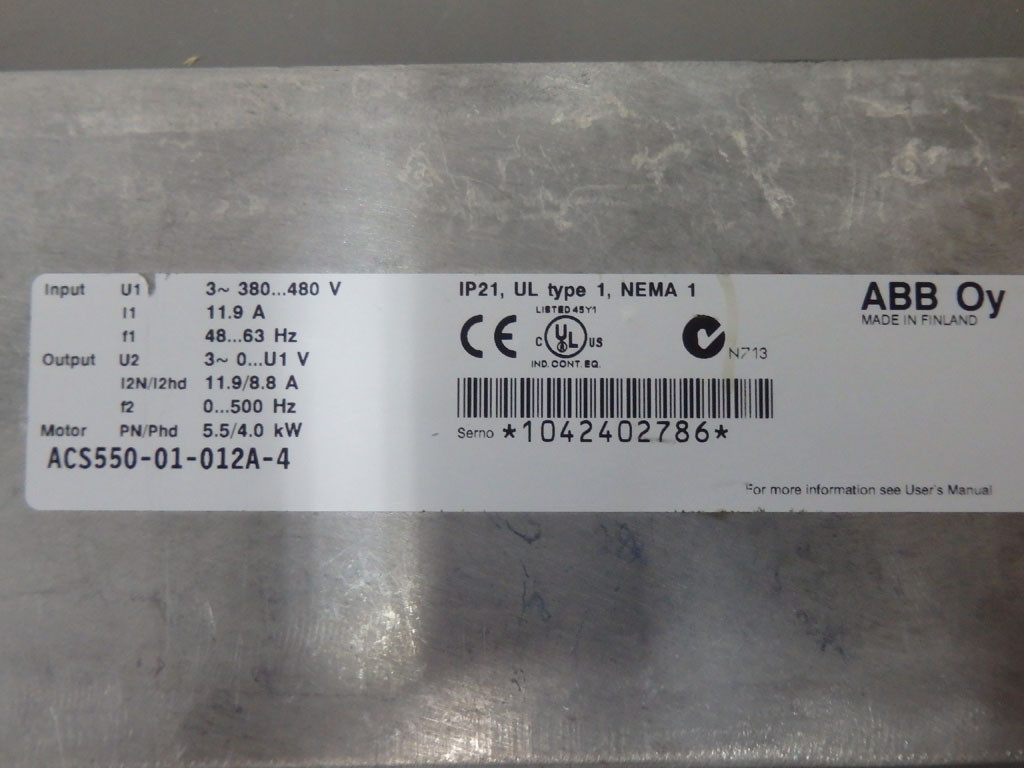 Input U1 3~ 380...480 V
I1 11.9 A
f1 48...63 Hz
Output U2 3~ 0...U1 V
I2N/I2hd 11.9/8.8 A
f2 0...500 Hz
Motor PN/Phd 5.5/4.0 kW
ACS550-01-012A-4
IP21, UL type 1, NEMA 1
LISTED 45Y1
CE C UL US N713
IND. CONT. EQ.
Serno *1042402786*
ABB Oy
MADE IN FINLAND
For more information see User's Manual